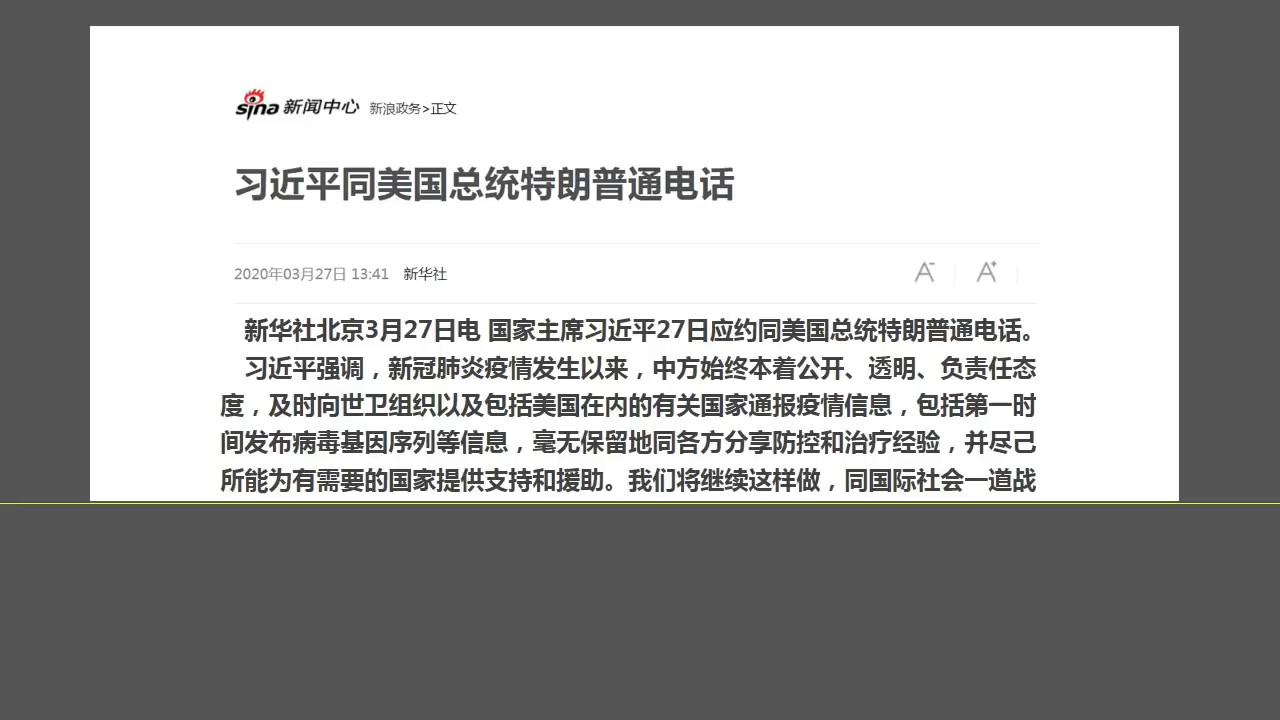 sina 新闻中心 新浪政务>正文
习近平同美国总统特朗普通电话
2020年03月27日 13:41 新华社 A- A+
新华社北京3月27日电 国家主席习近平27日应约同美国总统特朗普通电话。
习近平强调，新冠肺炎疫情发生以来，中方始终本着公开、透明、负责任态
度，及时向世卫组织以及包括美国在内的有关国家通报疫情信息，包括第一时
间发布病毒基因序列等信息，毫无保留地同各方分享防控和治疗经验，并尽己
所能为有需要的国家提供支持和援助。我们将继续这样做，同国际社会一道战